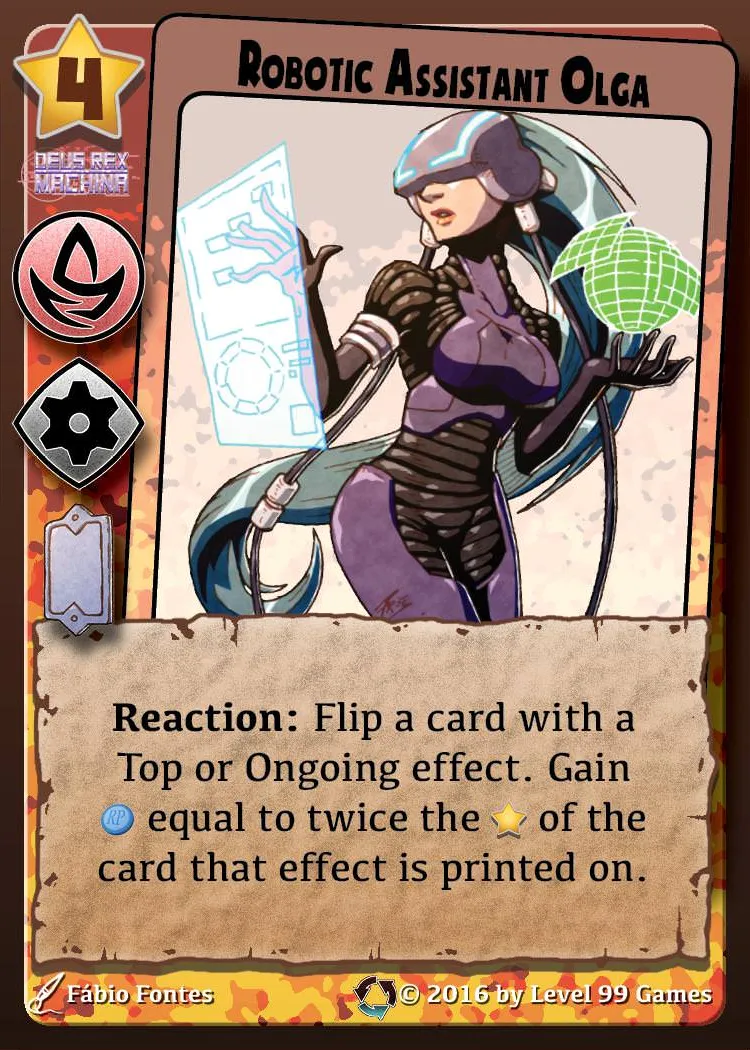 4
ROBOTIC ASSISTANT OLGA
DEUS REX
MACHINA
Reaction: Flip a card with a
Top or Ongoing effect. Gain
RP equal to twice the of the
card that effect is printed on.
Fábio Fontes
© 2016 by Level 99 Games